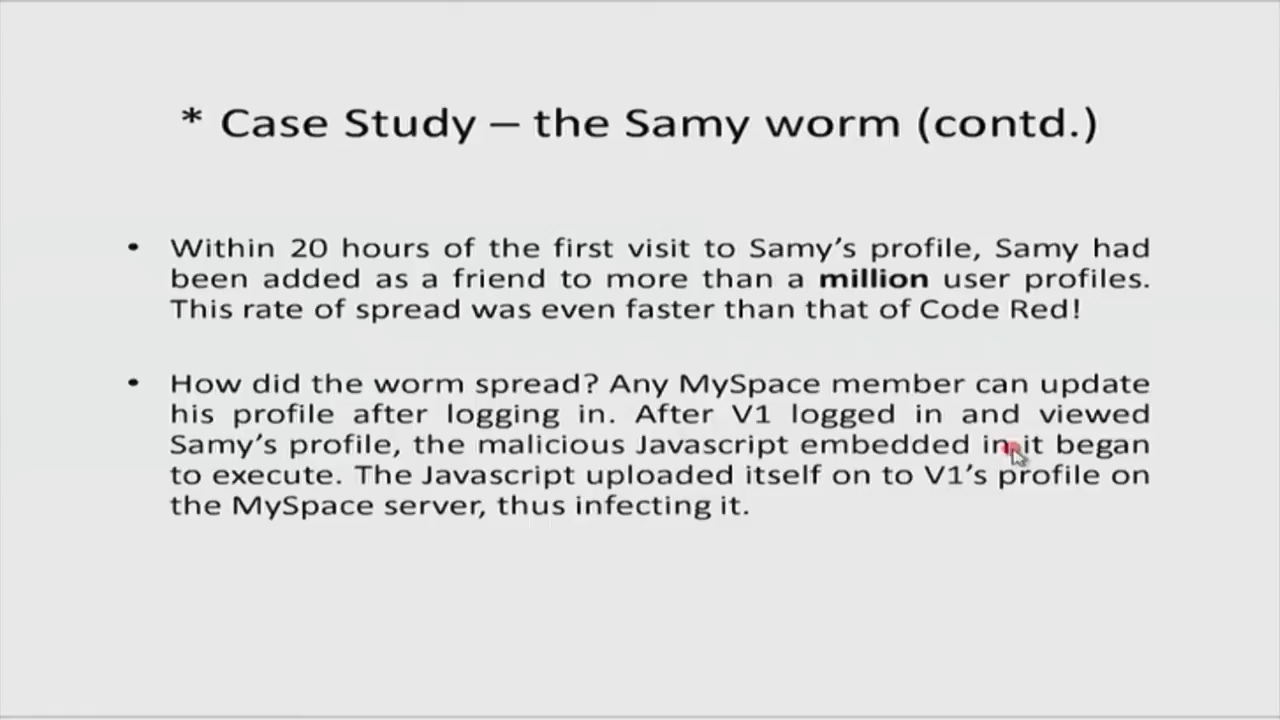 * Case Study – the Samy worm (contd.)
• Within 20 hours of the first visit to Samy’s profile, Samy had
been added as a friend to more than a million user profiles.
This rate of spread was even faster than that of Code Red!
• How did the worm spread? Any MySpace member can update
his profile after logging in. After V1 logged in and viewed
Samy’s profile, the malicious Javascript embedded in it began
to execute. The Javascript uploaded itself on to V1’s profile on
the MySpace server, thus infecting it.